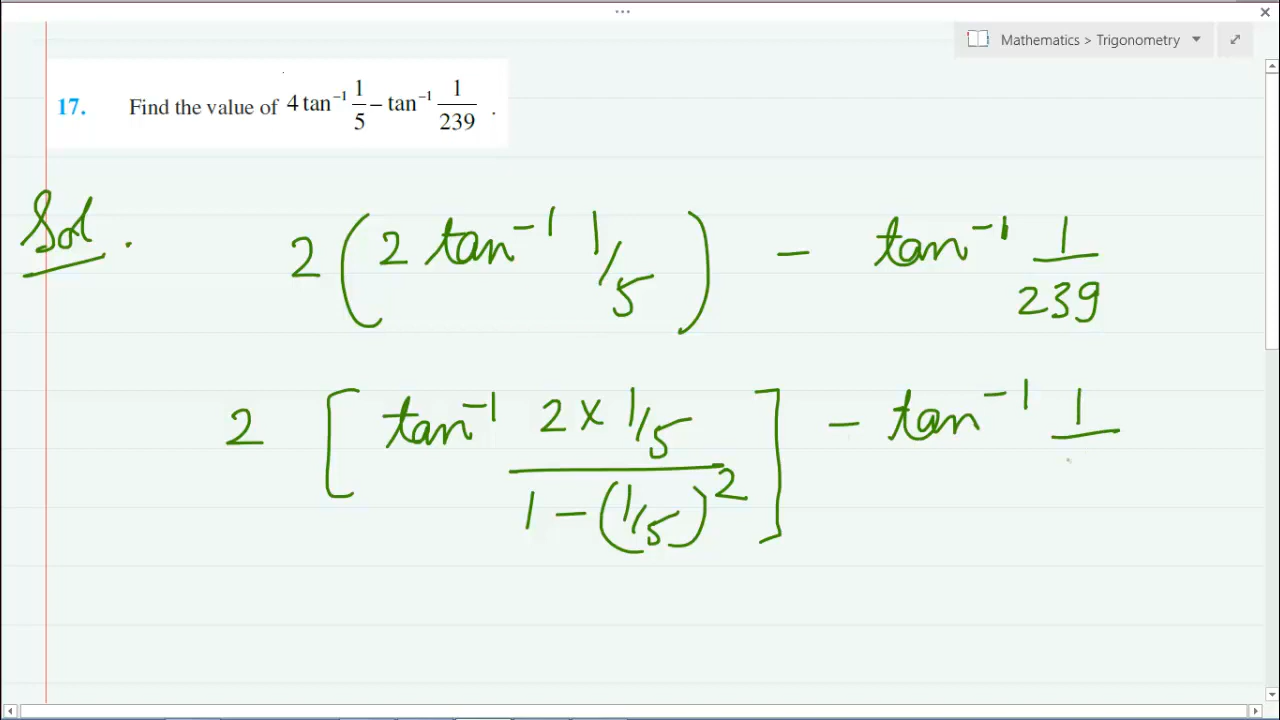 Mathematics > Trigonometry
17. Find the value of 4 tan⁻¹ 1/5 – tan⁻¹ 1/239 .
Sol.
2 ( 2 tan⁻¹ 1/5 ) – tan⁻¹ 1/239
2 [ tan⁻¹ (2 × 1/5) / (1 – (1/5)²) ] – tan⁻¹ 1/